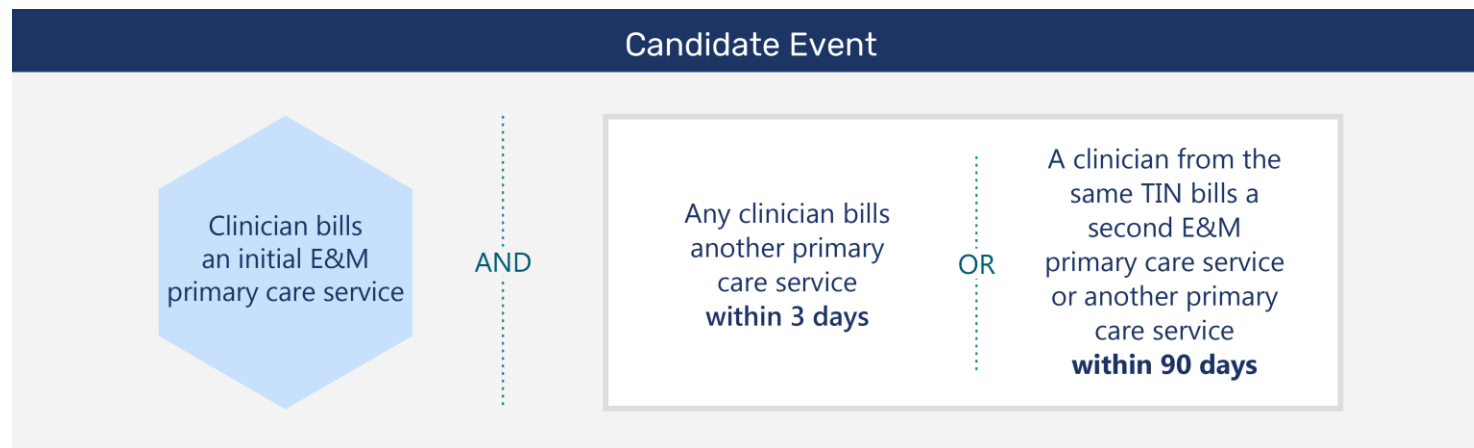 Candidate Event
Clinician bills
an initial E&M
primary care service
AND
Any clinician bills
another primary
care service
within 3 days
OR
A clinician from the
same TIN bills a
second E&M
primary care service
or another primary
care service
within 90 days